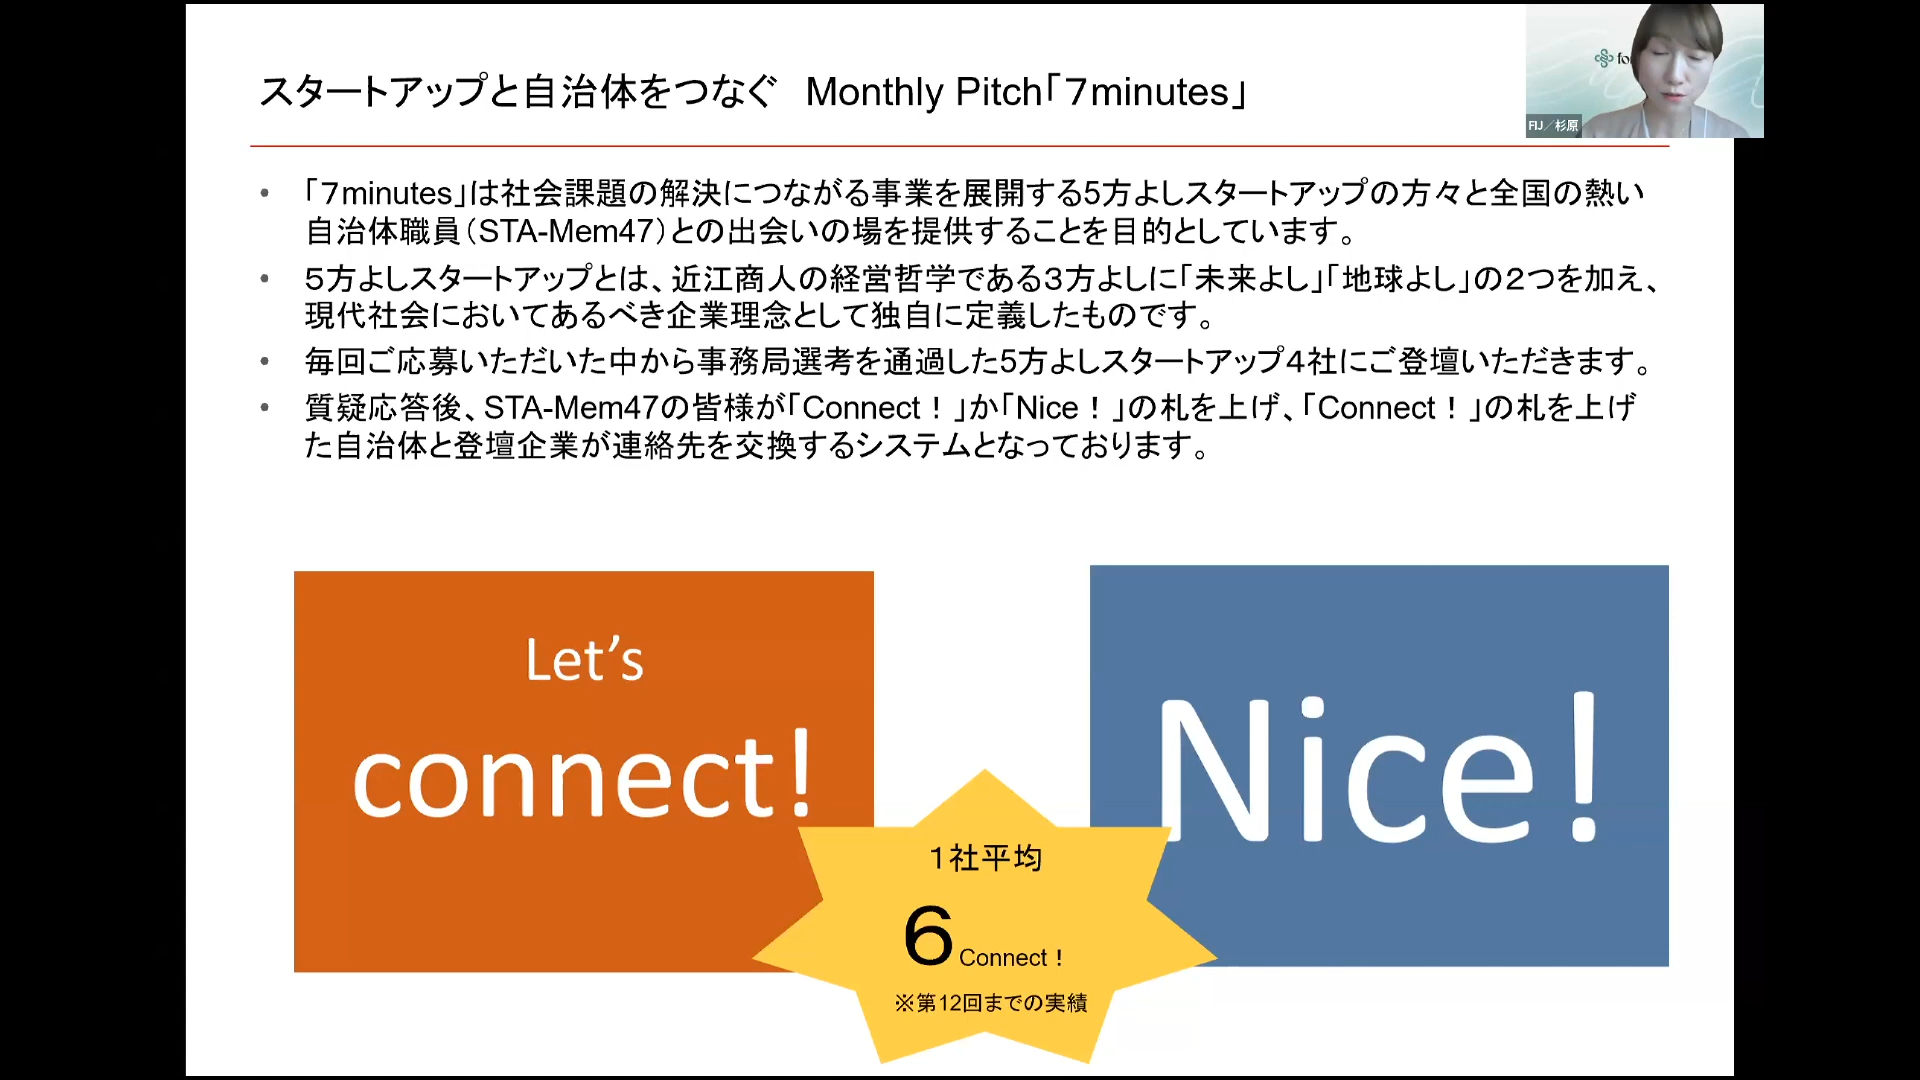 スタートアップと自治体をつなぐ　Monthly Pitch「７minutes」
fo
FIJ／杉原
• 「７minutes」は社会課題の解決につながる事業を展開する5方よしスタートアップの方々と全国の熱い
自治体職員（STA-Mem47）との出会いの場を提供することを目的としています。
• ５方よしスタートアップとは、近江商人の経営哲学である３方よしに「未来よし」「地球よし」の２つを加え、
現代社会においてあるべき企業理念として独自に定義したものです。
• 毎回ご応募いただいた中から事務局選考を通過した5方よしスタートアップ４社にご登壇いただきます。
• 質疑応答後、STA-Mem47の皆様が「Connect！」か「Nice！」の札を上げ、「Connect！」の札を上げ
た自治体と登壇企業が連絡先を交換するシステムとなっております。
Let’s
connect!
Nice!
１社平均
6 Connect！
※第12回までの実績